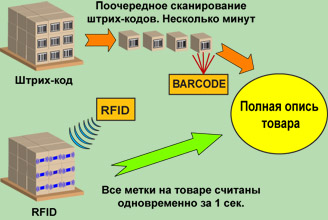 Поочередное сканирование
штрих-кодов. Несколько минут
Штрих-код
BARCODE
RFID
Полная опись
товара
Все метки на товаре считаны
одновременно за 1 сек.
RFID